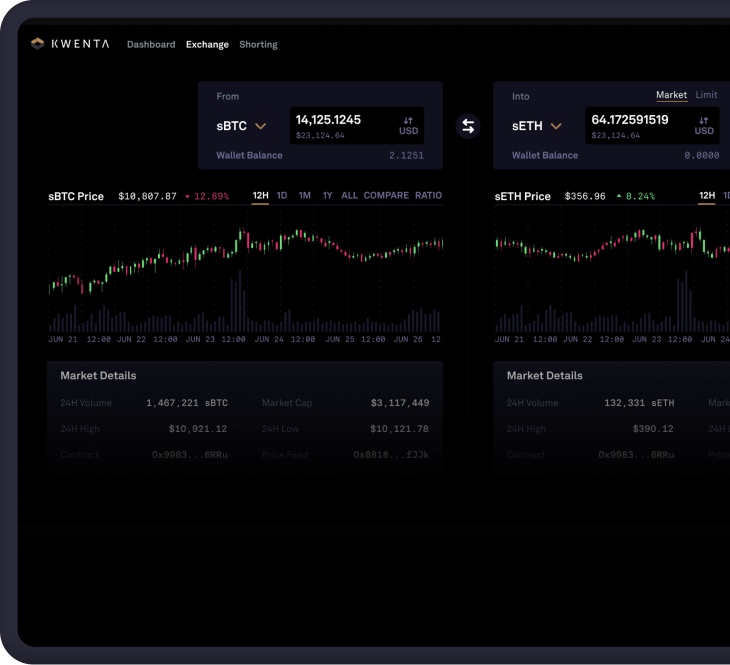 KWENTA Dashboard Exchange Shorting
From
sBTC 14,125.1245 $23,124.64 USD
Wallet Balance 2.1251
Into Market Limit
sETH 64.172591519 $23,124.64 USD
Wallet Balance 0.0000
sBTC Price $10,807.87 12.89% 12H 1D 1M 1Y ALL COMPARE RATIO
JUN 21 12:00 JUN 22 12:00 JUN 23 12:00 JUN 24 12:00 JUN 25 12:00 JUN 26 12
Market Details
24H Volume 1,467,221 sBTC Market Cap $3,117,449
24H High $10,921.12 24H Low $10,121.78
Contract 0x9983...6RRu Price Feed 0x8818...fJJk
sETH Price $356.96 8.24% 12H
JUN 21 12:00 JUN 22 12:00 JUN 23 12:00 JUN 24
Market Details
24H Volume 132,331 sETH Mark
24H High $390.12 24H
Contract 0x9983...6RRu Price